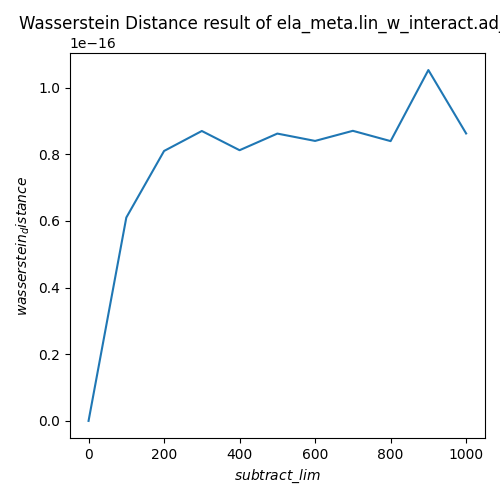 Wasserstein Distance result of ela_meta.lin_w_interact.adj_
1e−16
1.0
0.8
0.6
0.4
0.2
0.0
wasserstein_distance
0 200 400 600 800 1000
subtract_lim